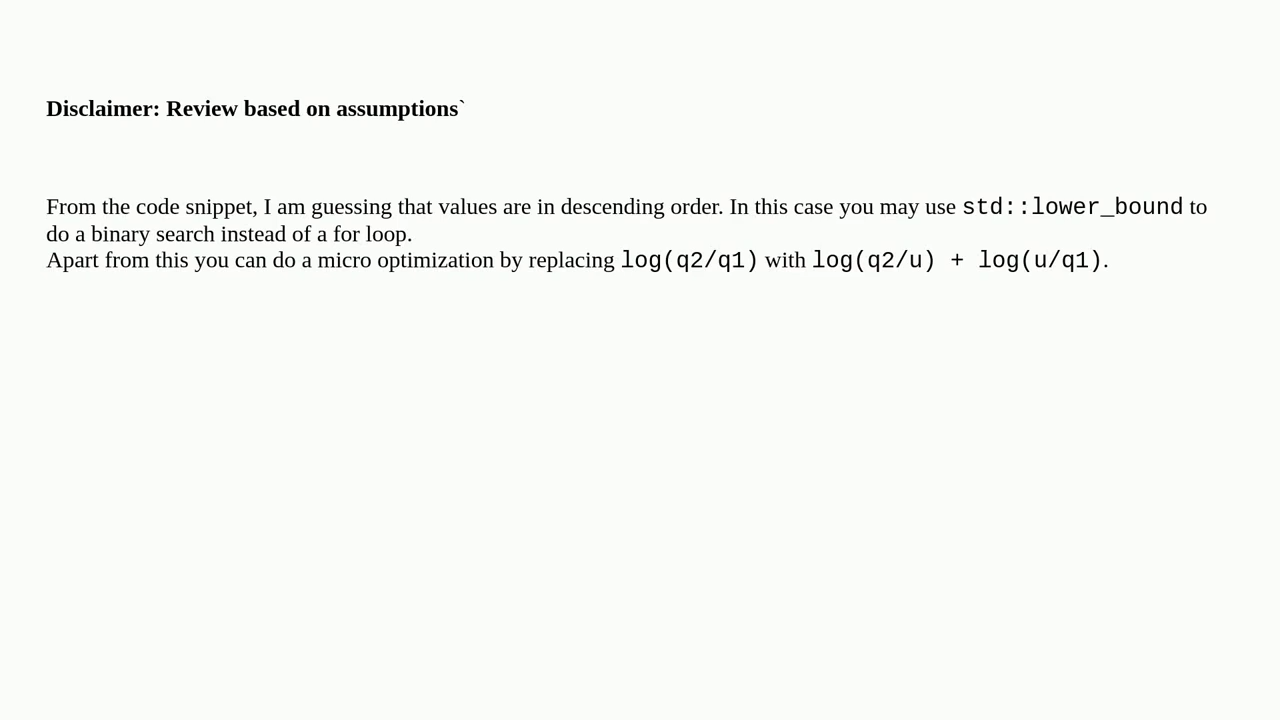 Disclaimer: Review based on assumptions`
From the code snippet, I am guessing that values are in descending order. In this case you may use std::lower_bound to
do a binary search instead of a for loop.
Apart from this you can do a micro optimization by replacing log(q2/q1) with log(q2/u) + log(u/q1).